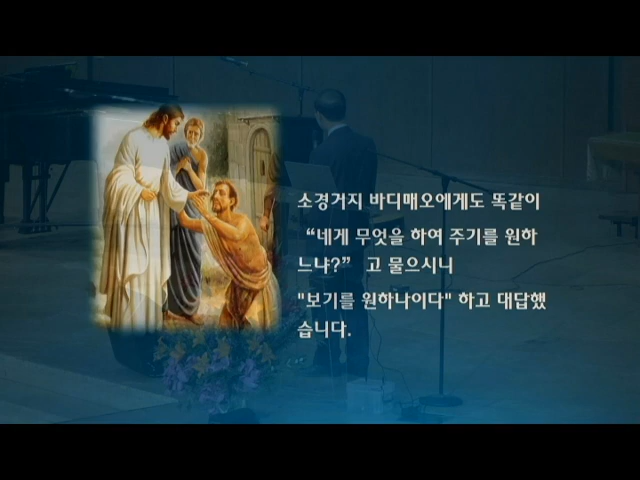 소경거지 바디매오에게도 똑같이
“네게 무엇을 하여 주기를 원하
느냐?” 고 물으시니
"보기를 원하나이다" 하고 대답했
습니다.